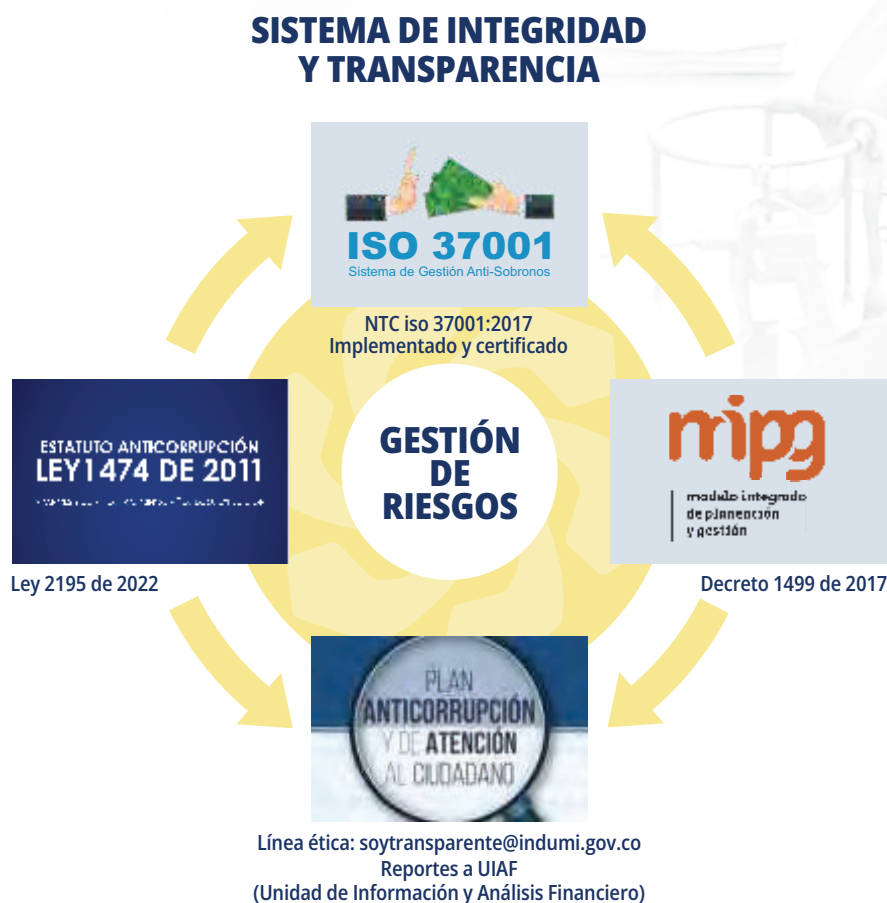 SISTEMA DE INTEGRIDAD
Y TRANSPARENCIA
ISO 37001
Sistema de Gestión Anti-Sobronos
NTC iso 37001:2017
Implementado y certificado
ESTATUTO ANTICORRUPCIÓN
LEY 1474 DE 2011
Ley 2195 de 2022
GESTIÓN
DE
RIESGOS
mipg
modelo integrado
de planeación
y gestión
Decreto 1499 de 2017
PLAN
ANTICORRUPCIÓN
Y DE ATENCIÓN
AL CIUDADANO
Línea ética: soytransparente@indumi.gov.co
Reportes a UIAF
(Unidad de Información y Análisis Financiero)